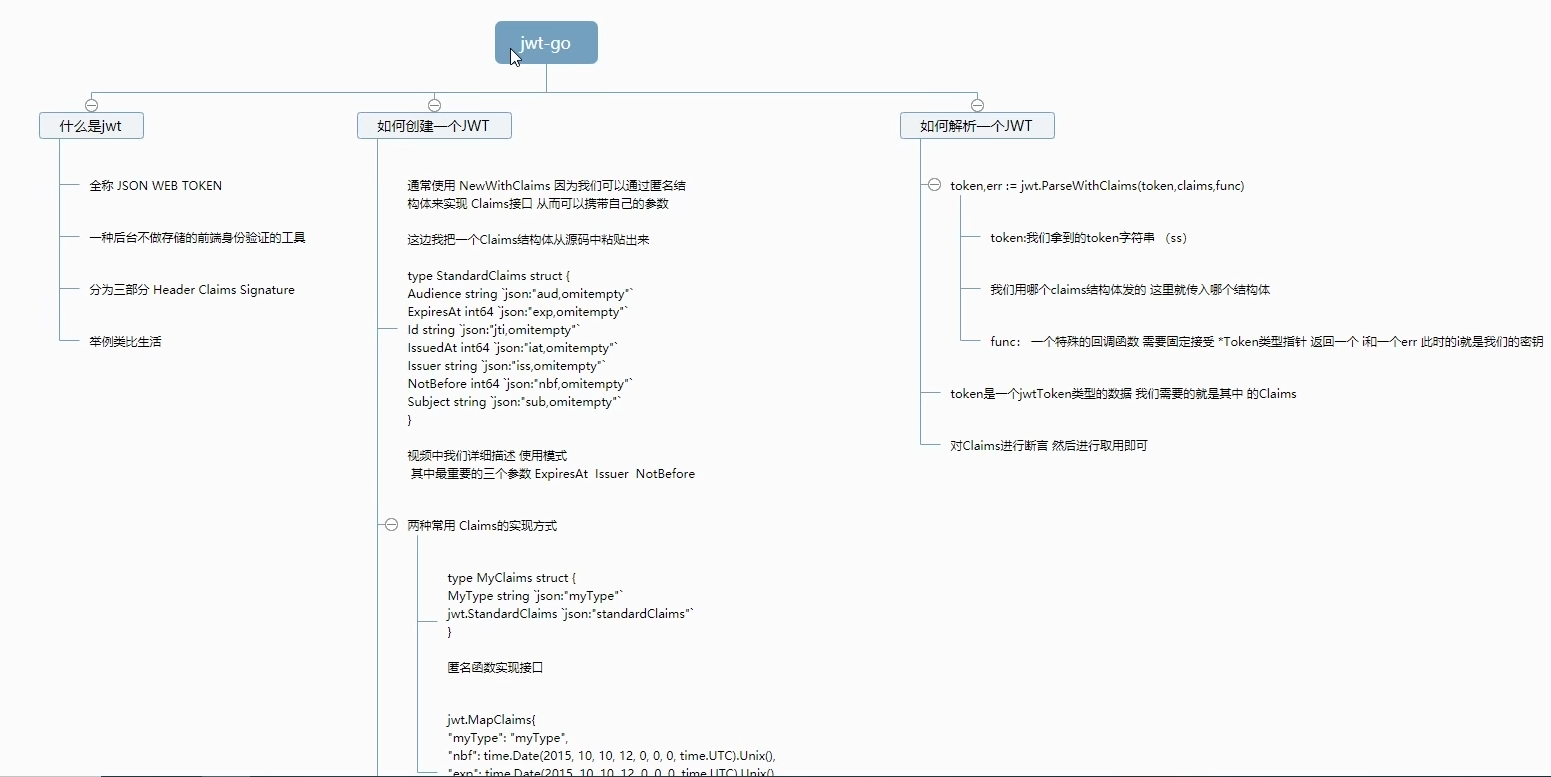 jwt-go
什么是jwt
全称 JSON WEB TOKEN
一种后台不做存储的前端身份验证的工具
分为三部分 Header Claims Signature
举例类比生活
如何创建一个JWT
通常使用 NewWithClaims 因为我们可以通过匿名结
构体来实现 Claims接口 从而可以携带自己的参数
这边我把一个Claims结构体从源码中粘贴出来
type StandardClaims struct {
Audience string `json:"aud,omitempty"`
ExpiresAt int64 `json:"exp,omitempty"`
Id string `json:"jti,omitempty"`
IssuedAt int64 `json:"iat,omitempty"`
Issuer string `json:"iss,omitempty"`
NotBefore int64 `json:"nbf,omitempty"`
Subject string `json:"sub,omitempty"`
}
视频中我们详细描述 使用模式
其中最重要的三个参数 ExpiresAt Issuer NotBefore
两种常用 Claims的实现方式
type MyClaims struct {
MyType string `json:"myType"`
jwt.StandardClaims `json:"standardClaims"`
}
匿名函数实现接口
jwt.MapClaims{
"myType": "myType",
"nbf": time.Date(2015, 10, 10, 12, 0, 0, 0, time.UTC).Unix(),
"exp": time.Date(2015, 10, 10, 12, 0, 0, 0, time.UTC).Unix()
如何解析一个JWT
token,err := jwt.ParseWithClaims(token,claims,func)
token:我们拿到的token字符串 （ss）
我们用哪个claims结构体发的 这里就传入哪个结构体
func： 一个特殊的回调函数 需要固定接受 *Token类型指针 返回一个 i和一个err 此时的i就是我们的密钥
token是一个jwtToken类型的数据 我们需要的就是其中 的Claims
对Claims进行断言 然后进行取用即可